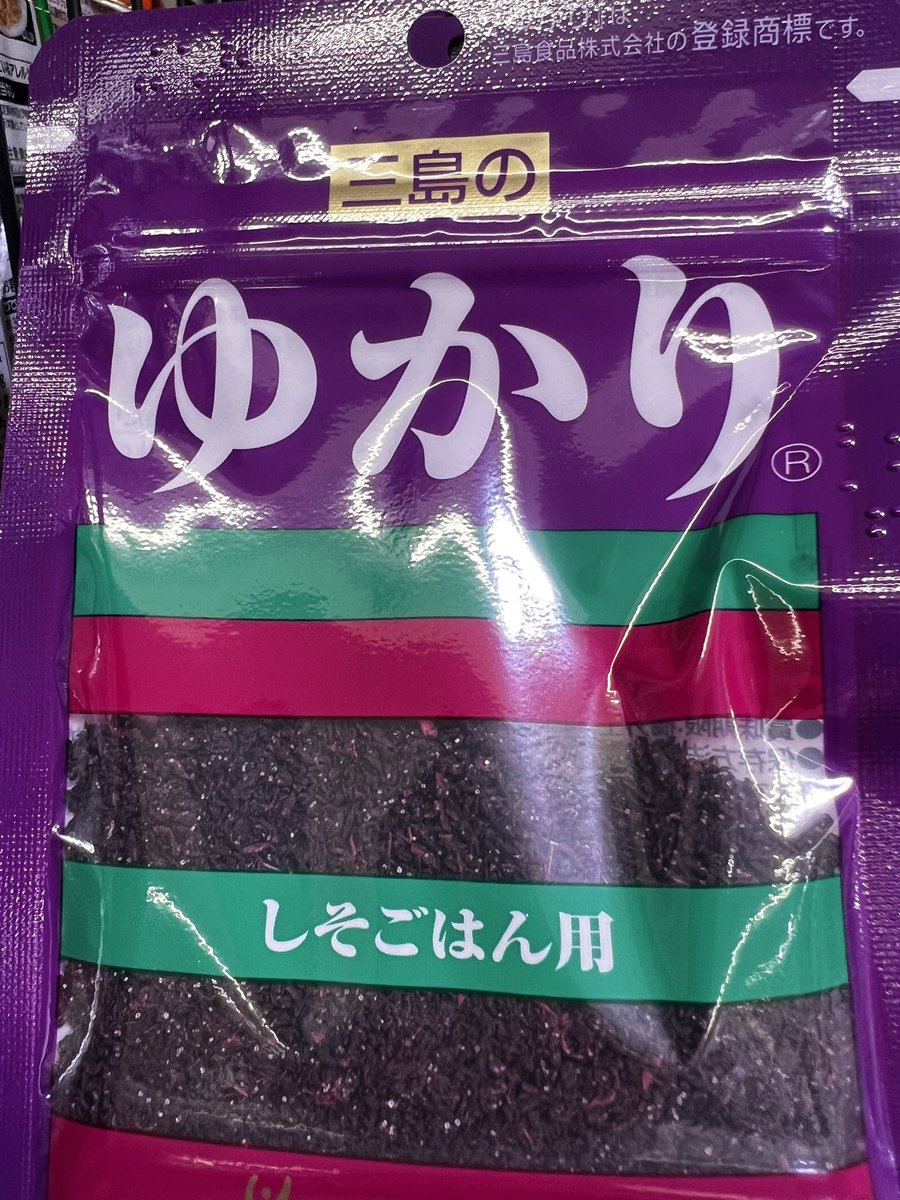 三島食品株式会社の登録商標です。
三島の
ゆかり
®
しそごはん用